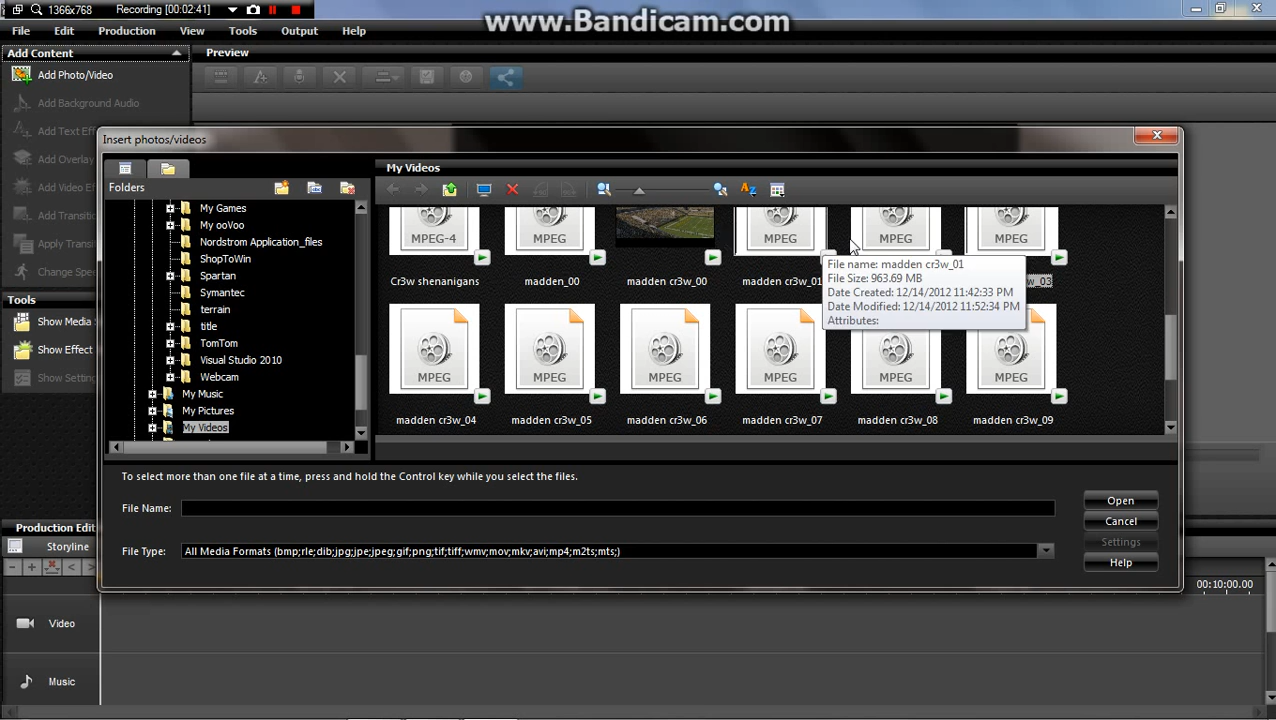 1366x768 Recording [00:02:41]
www.Bandicam.com
File Edit Production View Tools Output Help
Add Content
Preview
Add Photo/Video
Add Background Audio
Add Text Ef
Add Overlay
Add Video E
Add Transiti
Apply Transit
Change Spee
Tools
Show Media
Show Effect
Show Settin
Insert photos/videos
Folders
My Games
My ooVoo
Nordstrom Application_files
ShopToWin
Spartan
Symantec
terrain
title
TomTom
Visual Studio 2010
Webcam
My Music
My Pictures
My Videos
My Videos
MPEG-4 MPEG MPEG MPEG MPEG
Cr3w shenanigans madden_00 madden cr3w_00 madden cr3w_01 w_03
File name: madden cr3w_01
File Size: 963.69 MB
Date Created: 12/14/2012 11:42:33 PM
Date Modified: 12/14/2012 11:52:34 PM
Attributes:
MPEG MPEG MPEG MPEG MPEG MPEG
madden cr3w_04 madden cr3w_05 madden cr3w_06 madden cr3w_07 madden cr3w_08 madden cr3w_09
To select more than one file at a time, press and hold the Control key while you select the files.
File Name:
File Type: All Media Formats (bmp;rle;dib;jpg;jpe;jpeg;gif;png;tif;tiff;wmv;mov;mkv;avi;mp4;m2ts;mts;)
Open
Cancel
Settings
Help
Production Edit
Storyline
00:10:00.00
Video
Music